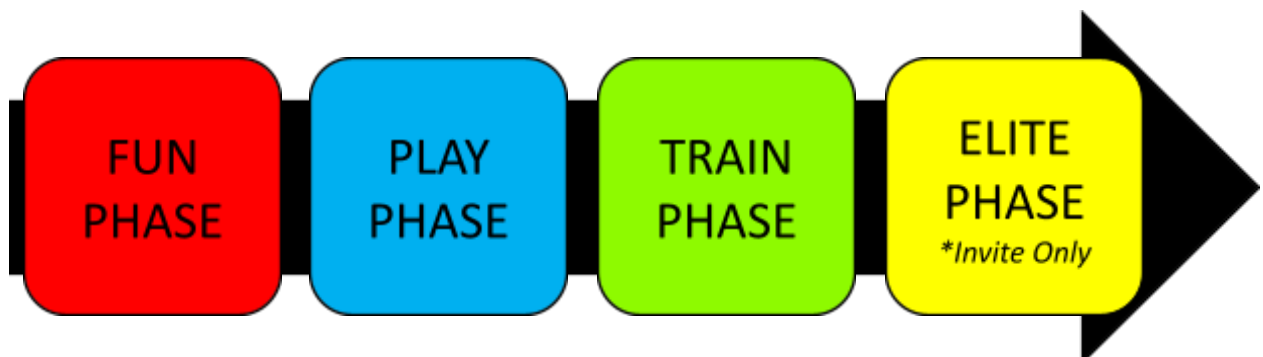 FUN
PHASE
PLAY
PHASE
TRAIN
PHASE
ELITE
PHASE
*Invite Only